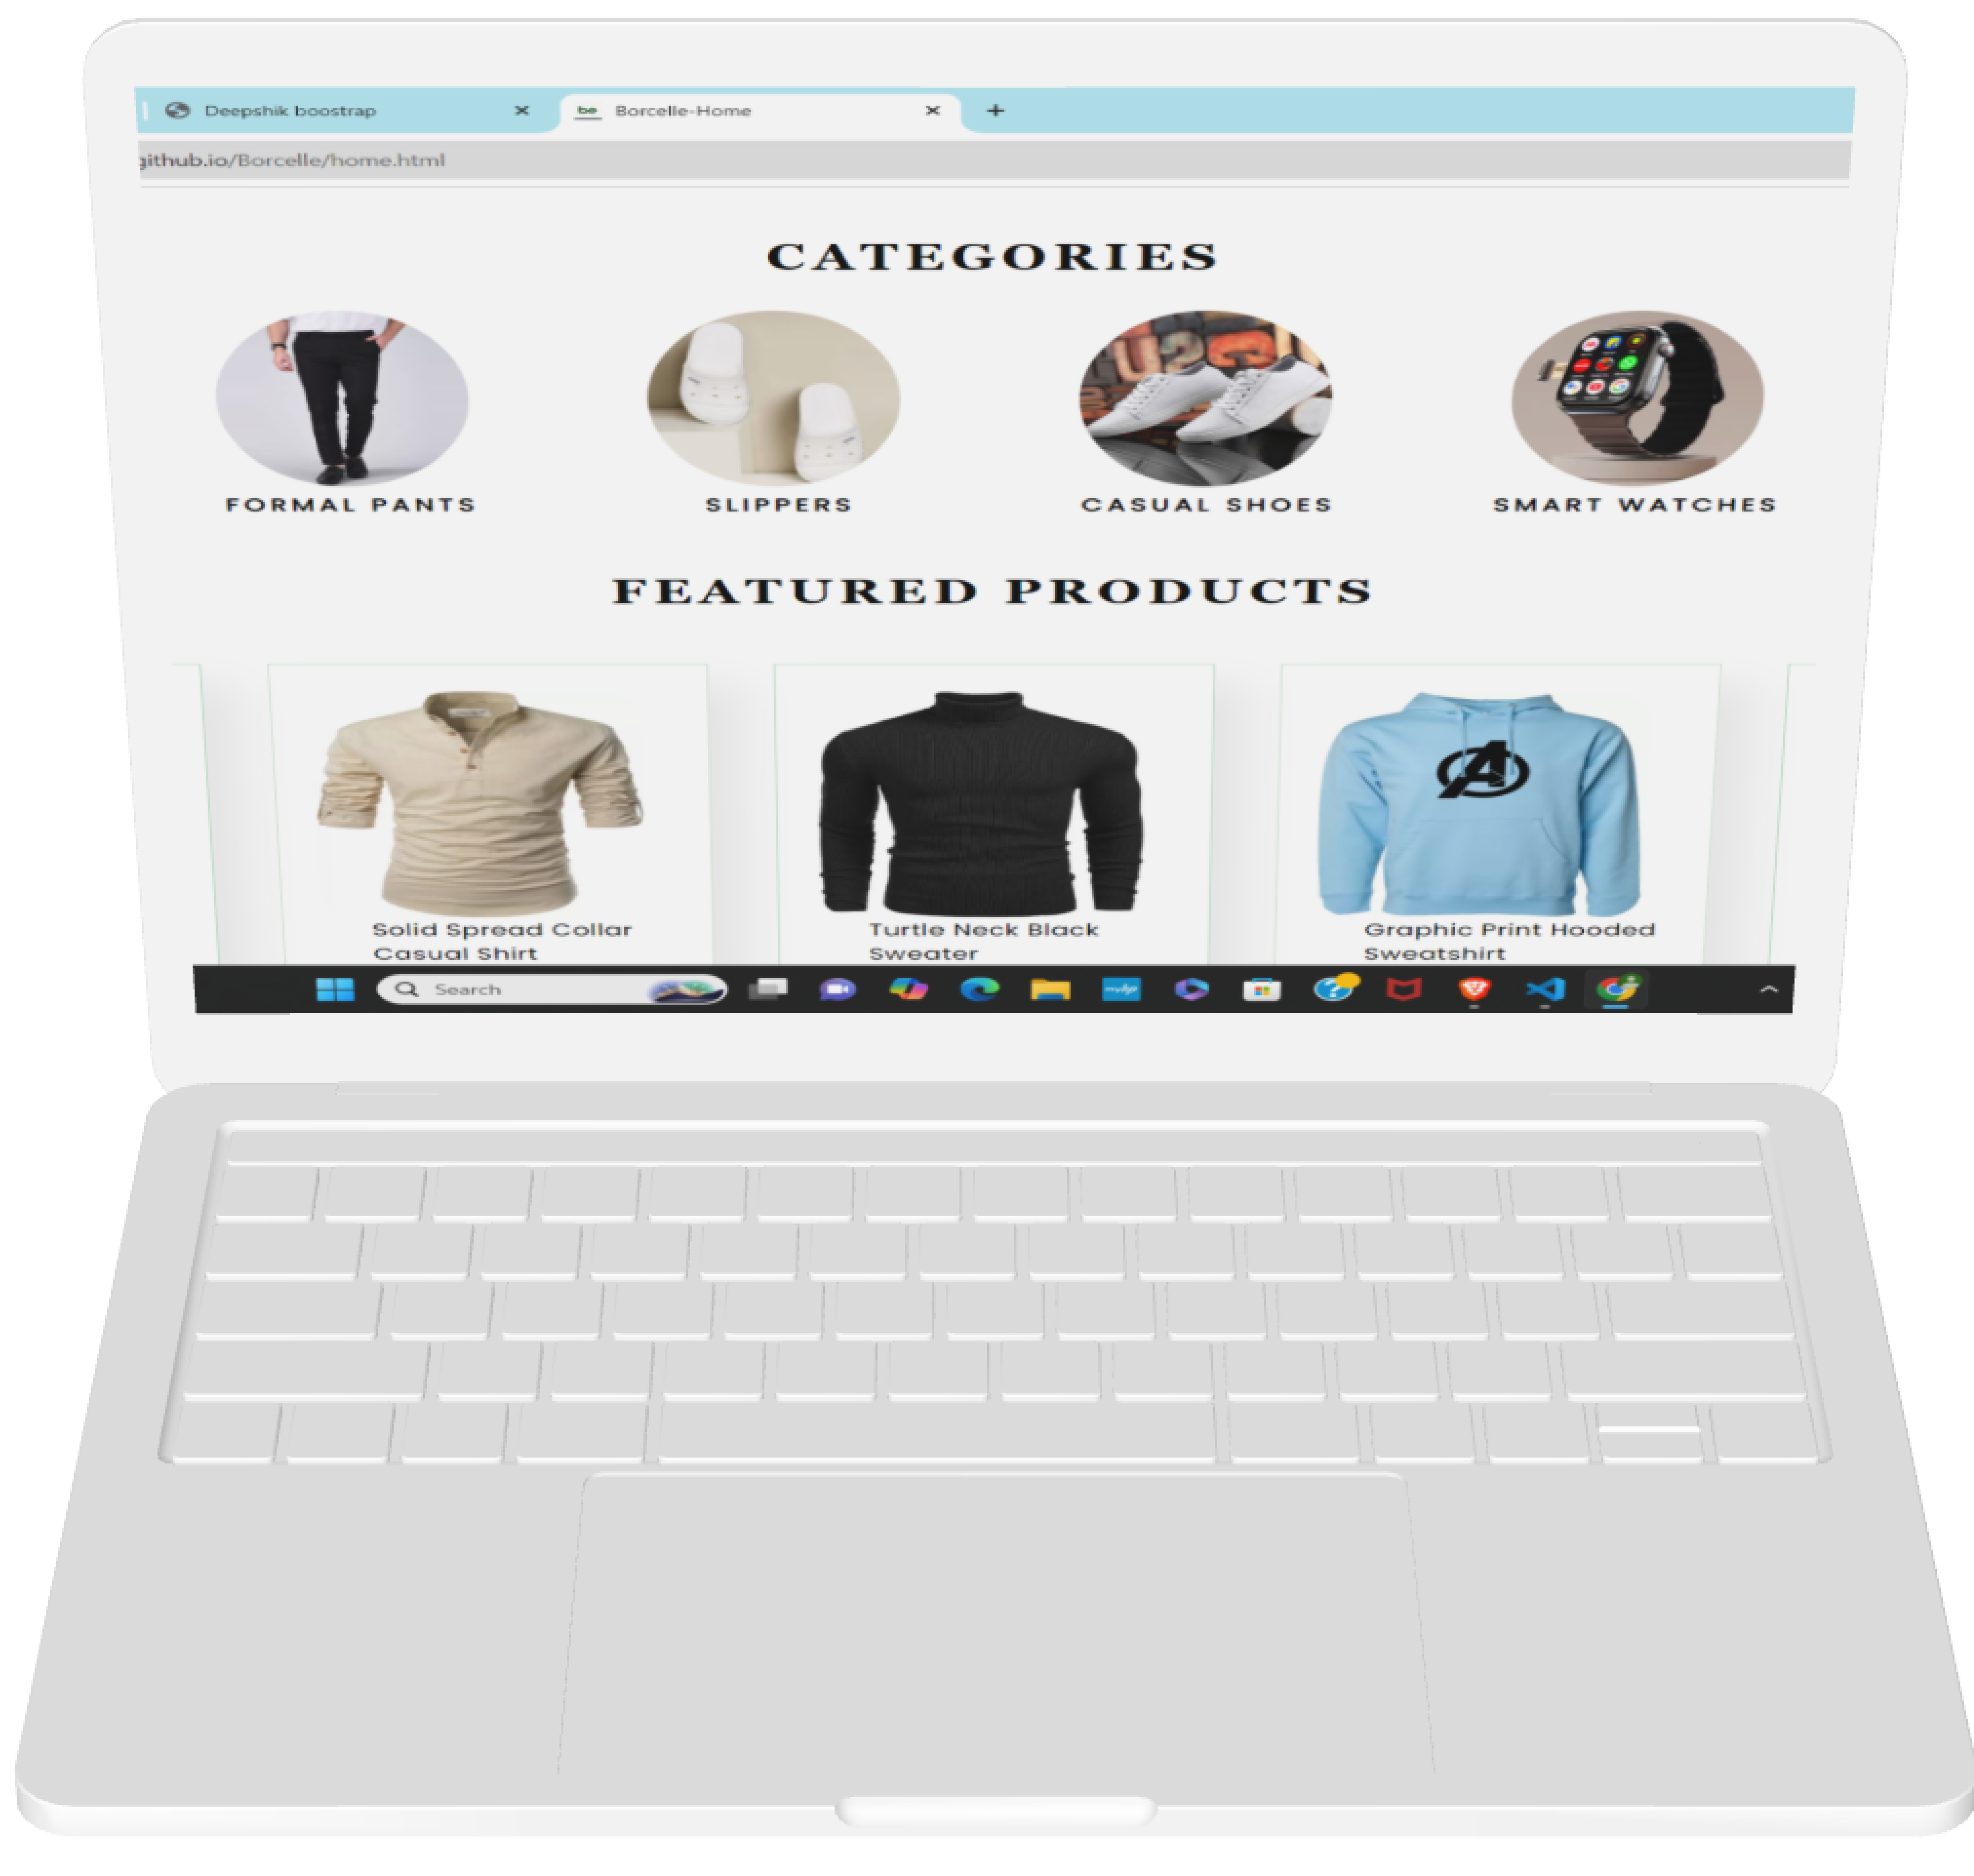 Deepshik boostrap
be Borcelle-Home
github.io/Borcelle/home.html
CATEGORIES
FORMAL PANTS SLIPPERS CASUAL SHOES SMART WATCHES
FEATURED PRODUCTS
Solid Spread Collar
Casual Shirt
Turtle Neck Black
Sweater
Graphic Print Hooded
Sweatshirt
Search